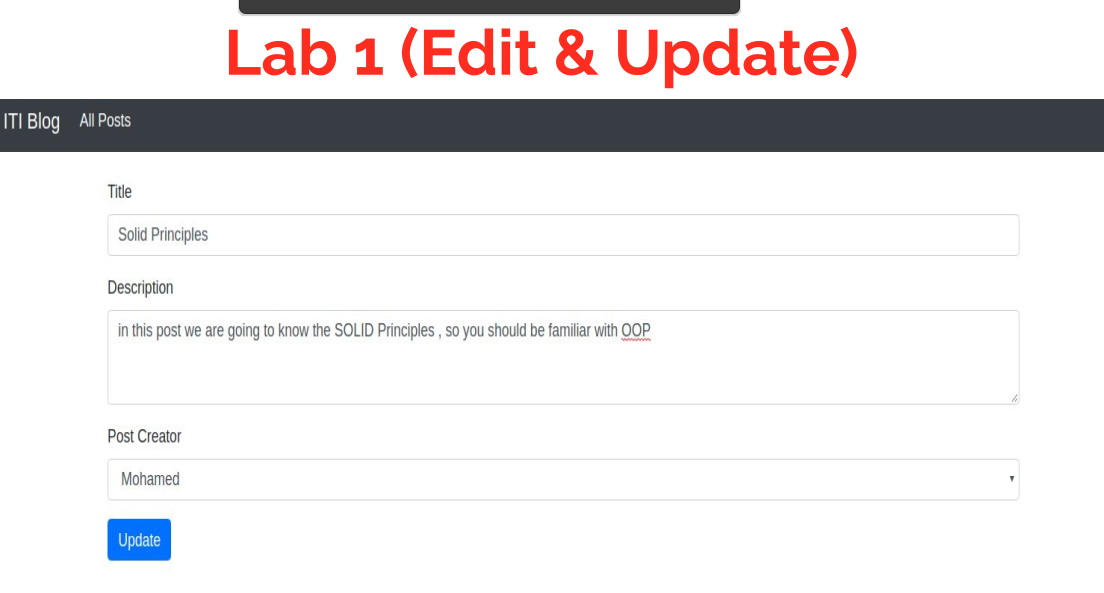 Lab 1 (Edit & Update)
ITI Blog All Posts
Title
Solid Principles
Description
in this post we are going to know the SOLID Principles , so you should be familiar with OOP
Post Creator
Mohamed
Update